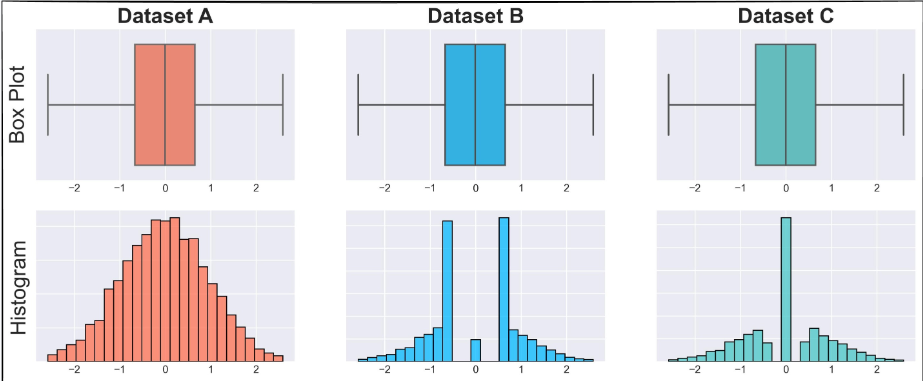 Dataset A Dataset B Dataset C
Box Plot
−2 −1 0 1 2 −2 −1 0 1 2 −2 −1 0 1 2
Histogram
−2 −1 0 1 2 −2 −1 0 1 2 −2 −1 0 1 2